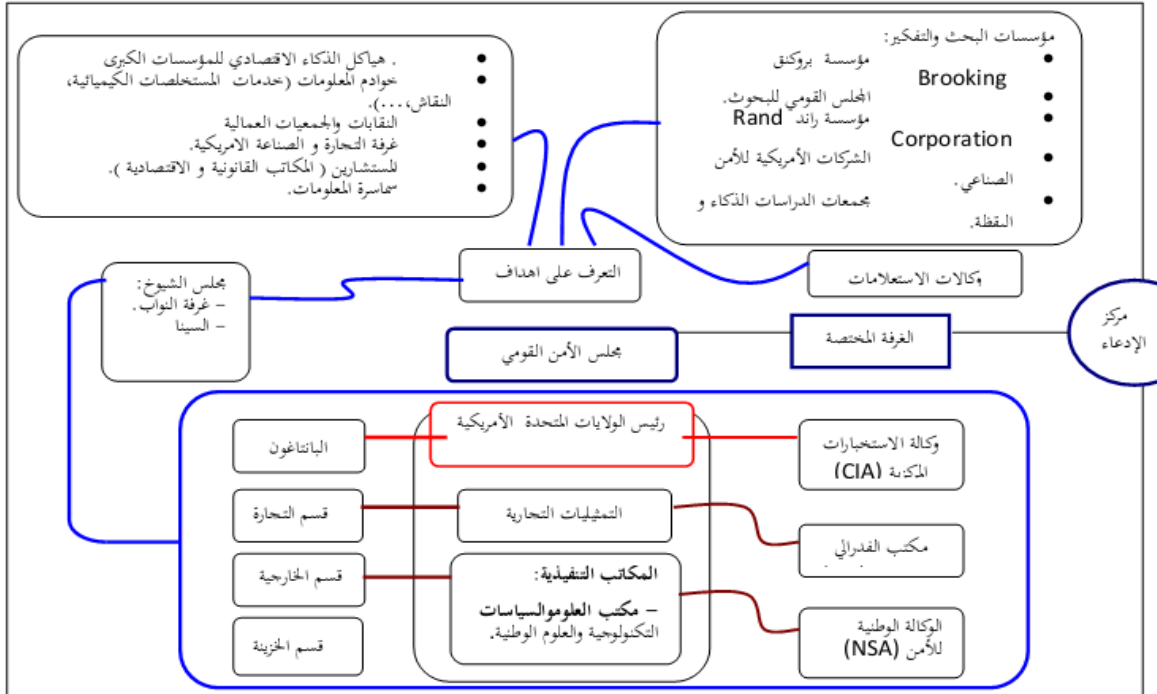 مؤسسات البحث والتفكير:
مؤسسة بروكنق
Brooking
المجلس القومي للبحوث.
مؤسسة راند Rand
Corporation
الشركات الأمريكية للأمن
الصناعي.
مجمعات الدراسات الذكاء و
اليقظة.
. هياكل الذكاء الاقتصادي للمؤسسات الكبرى
خوادم المعلومات (خدمات المستخلصات الكيميائية،
النقاش،...).
النقابات والجمعيات العمالية
غرفة التجارة و الصناعة الامريكية.
للمستشارين ( المكاتب القانونية و الاقتصادية ).
سماسرة المعلومات.
وكالات الاستعلامات
التعرف على اهداف
مجلس الشيوخ:
– غرفة النواب.
– السينا
مركز
الإدعاء
الغرفة المختصة
مجلس الأمن القومي
رئيس الولايات المتحدة الأمريكية
وكالة الاستخبارات
المركزية (CIA)
البانتاغون
التمثيليات التجارية
قسم التجارة
مكتب الفدرالي
المكاتب التنفيذية:
– مكتب العلوموالسياسات
التكنولوجية والعلوم الوطنية.
قسم الخارجية
الوكالة الوطنية
للأمن (NSA)
قسم الخزينة